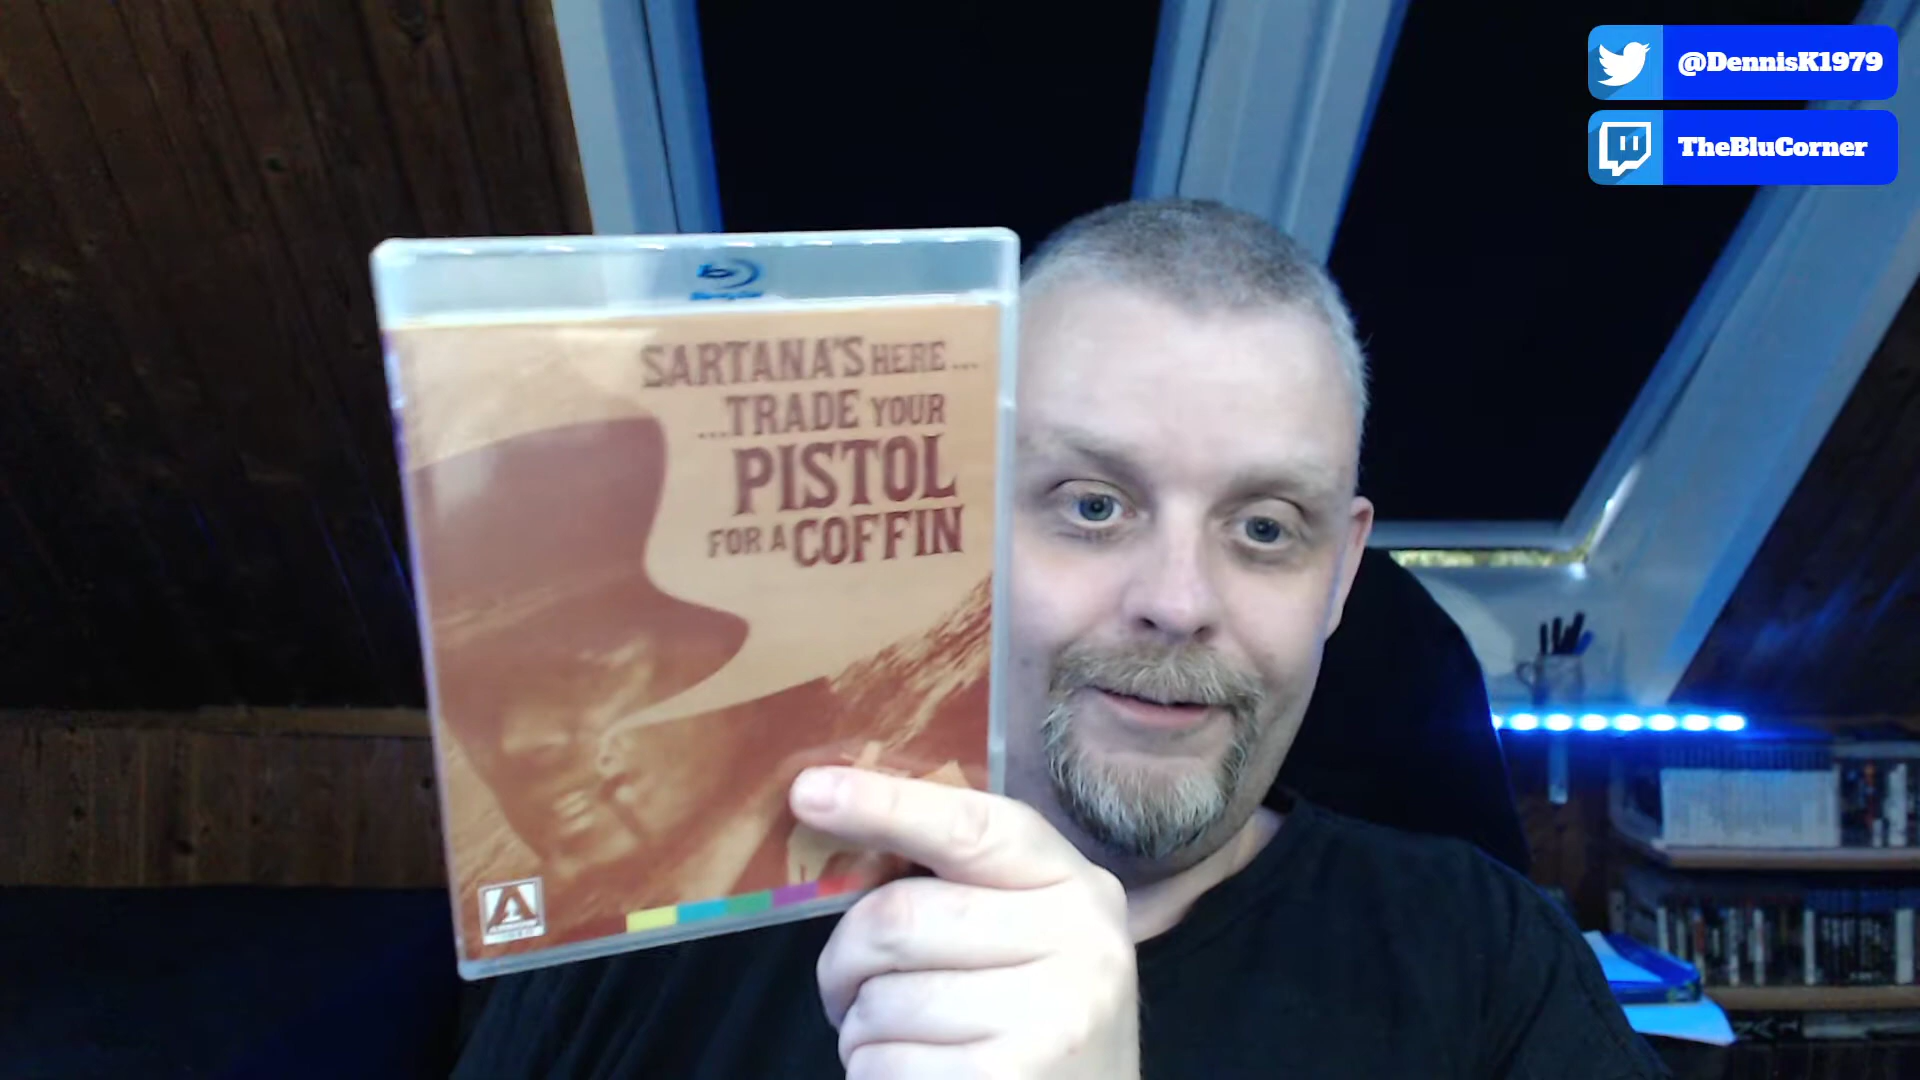 @DennisK1979
TheBluCorner
SARTANA'S HERE...
...TRADE YOUR
PISTOL
FOR A COFFIN